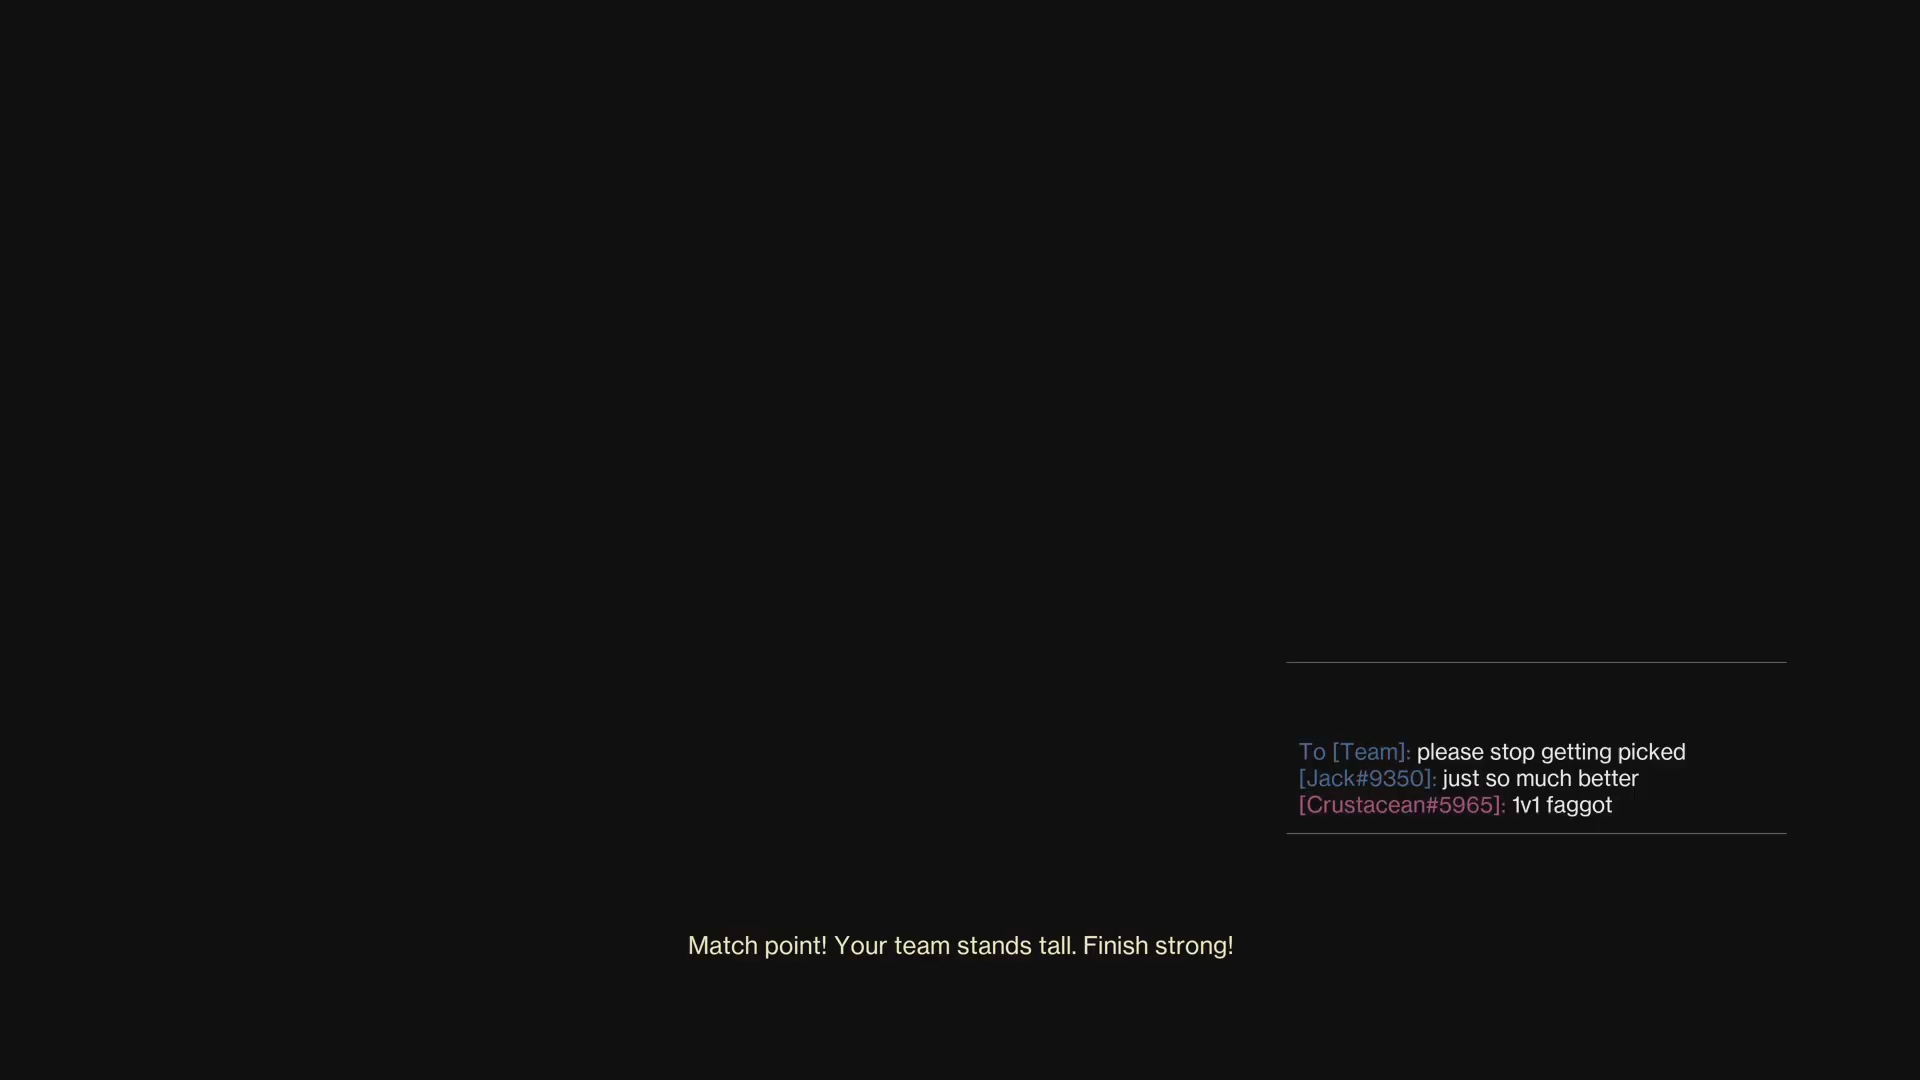 To [Team]: please stop getting picked
[Jack#9350]: just so much better
[Crustacean#5965]: 1v1 faggot
Match point! Your team stands tall. Finish strong!